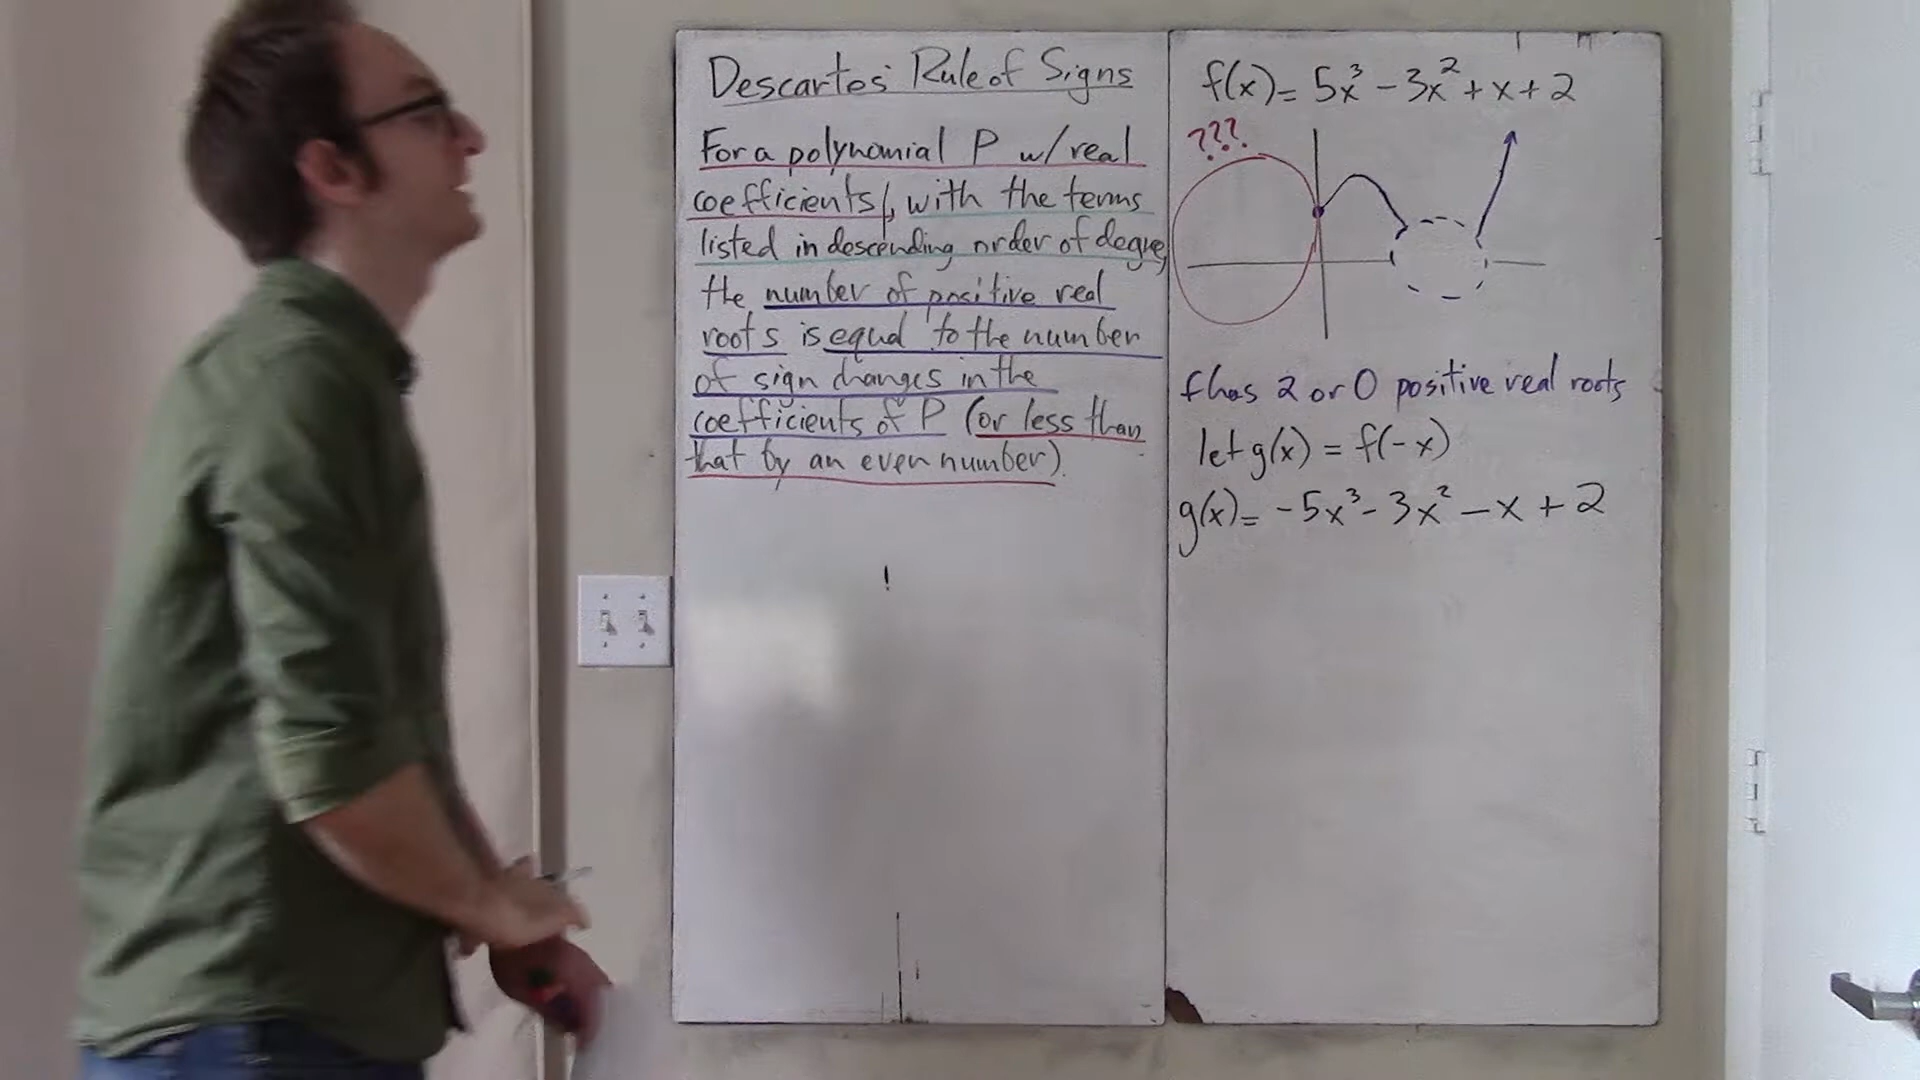 Descartes' Rule of Signs
For a polynomial P w/ real
coefficients, with the terms
listed in descending order of degree,
the number of positive real
roots is equal to the number
of sign changes in the
coefficients of P (or less than
that by an even number).
f(x) = 5x³ - 3x² + x + 2
???
f has 2 or 0 positive real roots
let g(x) = f(-x)
g(x) = -5x³ - 3x² - x + 2